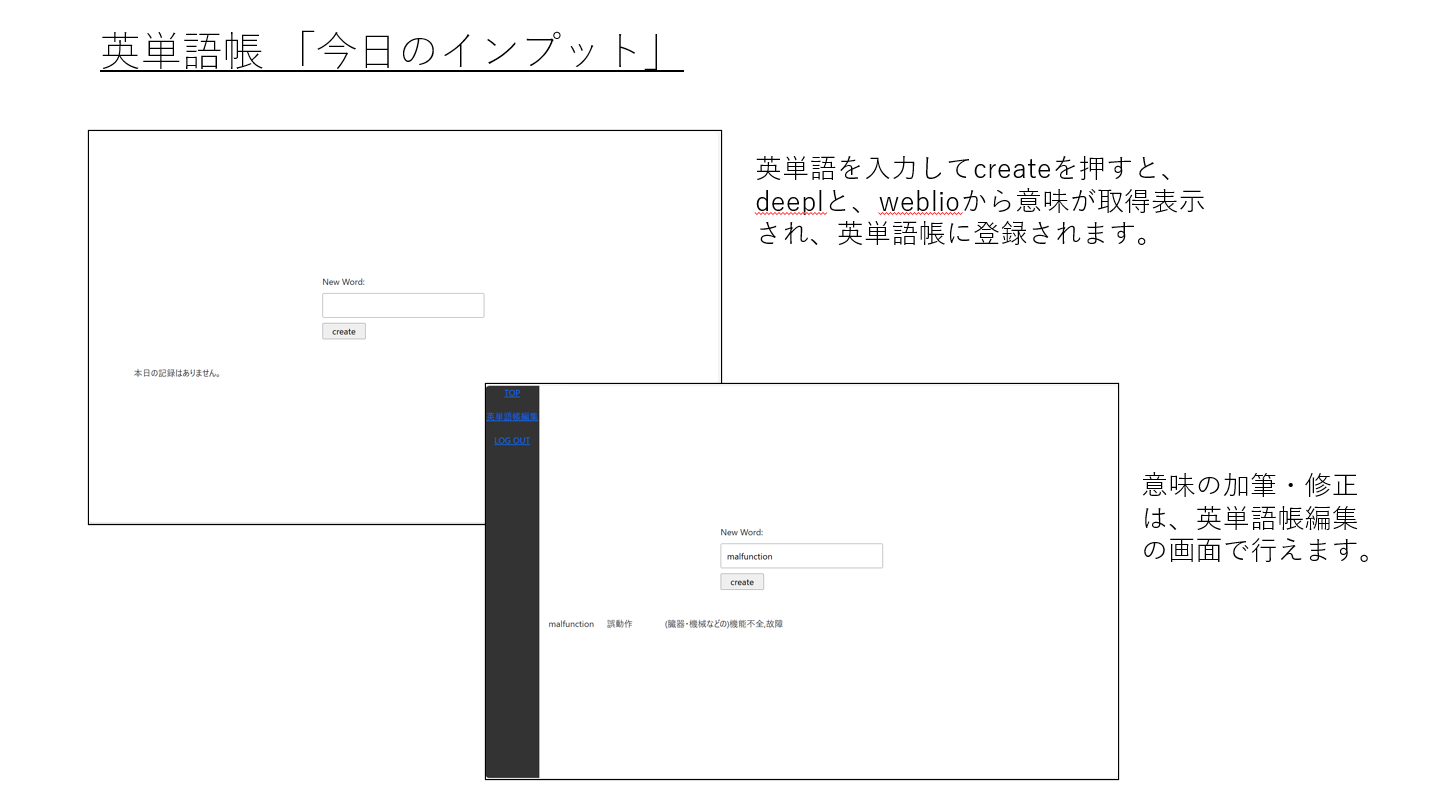 英単語帳 「今日のインプット」
英単語を入力してcreateを押すと、
deeplと、weblioから意味が取得表示
され、英単語帳に登録されます。
New Word:
create
本日の記録はありません。
TOP
英単語帳編集
LOG OUT
New Word:
malfunction
create
malfunction 誤動作 (臓器・機械などの)機能不全,故障
意味の加筆・修正
は、英単語帳編集
の画面で行えます。